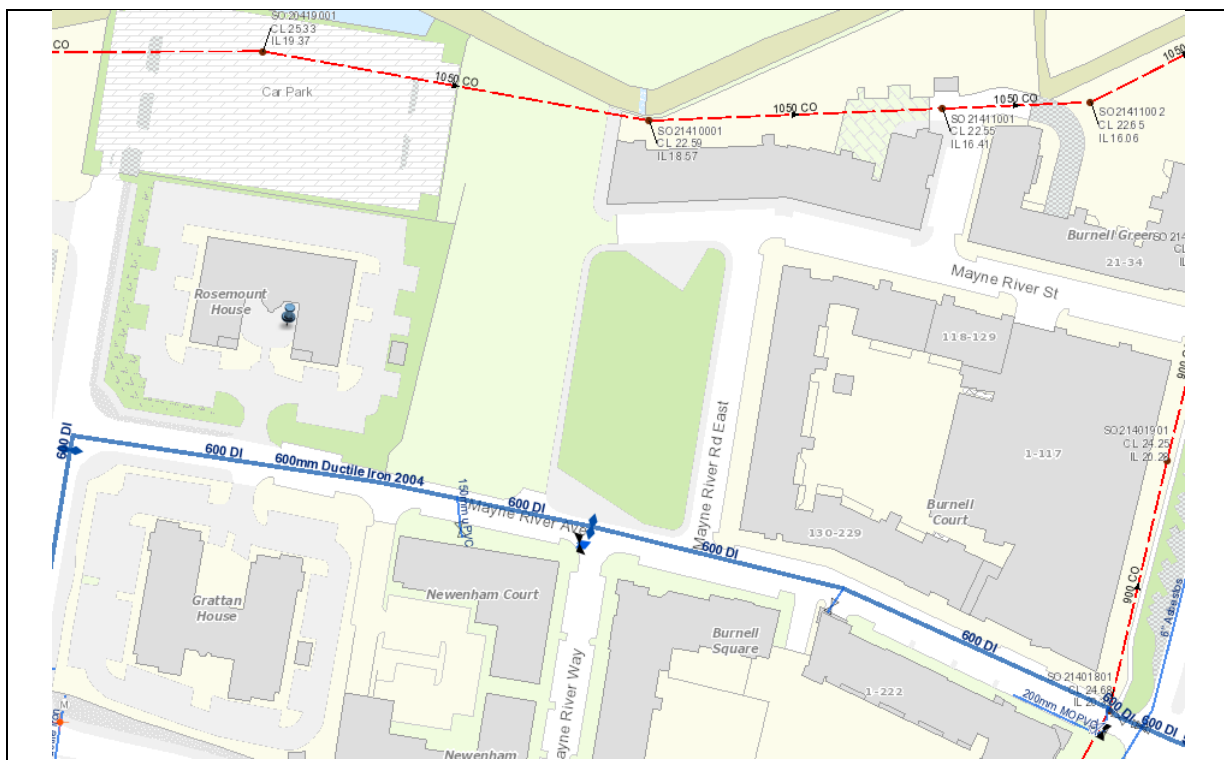 SO 20419001
CL 25.33
IL 19.37
CO
1050 CO
1050 CO
1050 CO
1050
Car Park
SO21410001
CL 22.59
IL 18.57
SO21411001
CL 22.55
IL 16.41
SO21411002
CL 22.65
IL 16.06
Burnell Green
21-34
Mayne River St
Rosemount
House
118-129
900 CO
Mayne River Rd East
SO21401901
CL 24.25
IL 20.28
1-117
600 DI
600 DI
600mm Ductile Iron 2004
600 DI
150mm uPVC
Mayne River Ave
Burnell
Court
130-229
600 DI
900 CO
6" Asbestos
Grattan
House
Newenham Court
Burnell
Square
600 DI
Mayne River Way
1-222
SO 21401801
CL 24.68
200mm MOPVC
600 DI
600 DI
M
Newenham